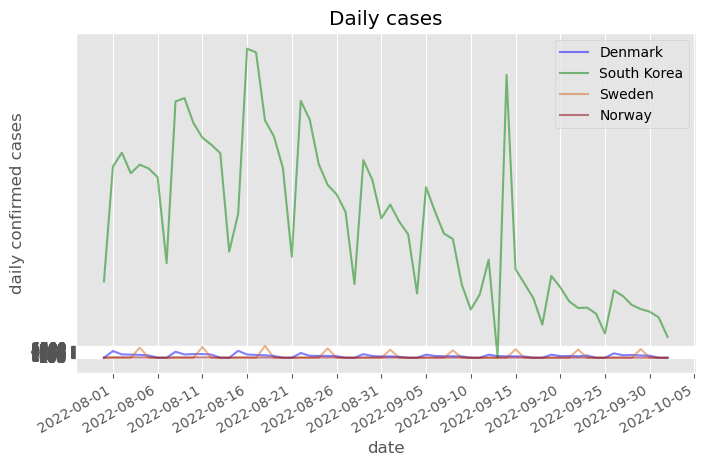 Daily cases
Denmark
South Korea
Sweden
Norway
daily confirmed cases
2022-08-01
2022-08-06
2022-08-11
2022-08-16
2022-08-21
2022-08-26
2022-08-31
2022-09-05
2022-09-10
2022-09-15
2022-09-20
2022-09-25
2022-09-30
2022-10-05
date